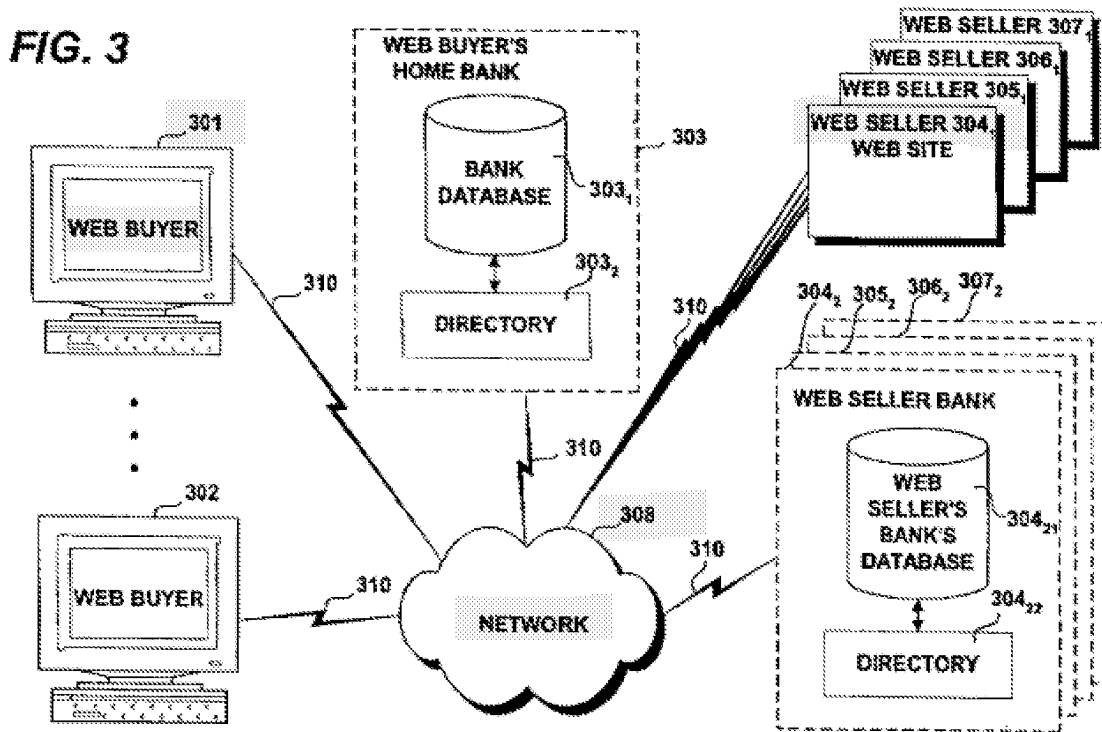 FIG. 3
WEB BUYER'S
HOME BANK
303
BANK
DATABASE
303₁
303₂
DIRECTORY
301
WEB BUYER
310
302
WEB BUYER
310
310
308
NETWORK
310
310
WEB SELLER 307₁
WEB SELLER 306₁
WEB SELLER 305₁
WEB SELLER 304₁
WEB SITE
304₂
305₂
306₂
307₂
WEB SELLER BANK
WEB
SELLER'S
BANK'S
DATABASE
304₂₁
304₂₂
DIRECTORY